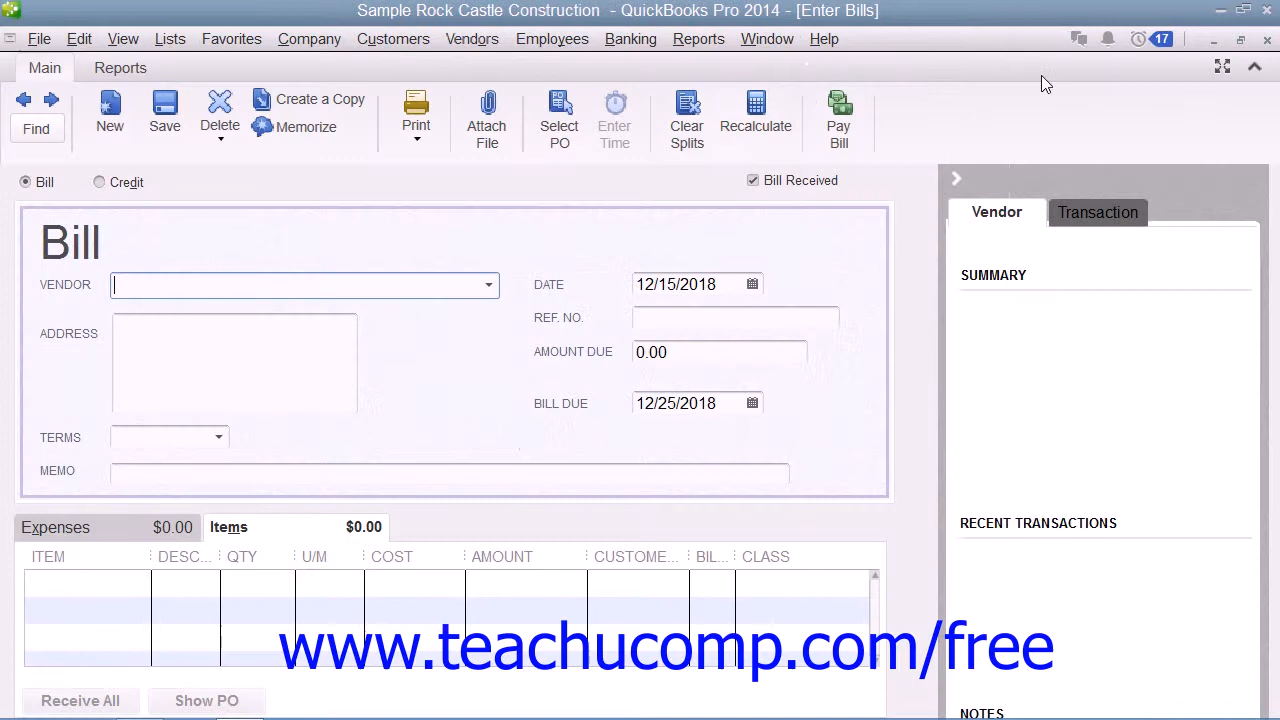 Sample Rock Castle Construction - QuickBooks Pro 2014 - [Enter Bills]
File Edit View Lists Favorites Company Customers Vendors Employees Banking Reports Window Help 17
Main Reports
Find New Save Delete Create a Copy Memorize Print Attach File Select PO Enter Time Clear Splits Recalculate Pay Bill
Bill Credit Bill Received
Vendor Transaction
Bill
SUMMARY
VENDOR DATE 12/15/2018
ADDRESS REF. NO.
AMOUNT DUE 0.00
BILL DUE 12/25/2018
TERMS
MEMO
RECENT TRANSACTIONS
Expenses $0.00 Items $0.00
ITEM DESC... QTY U/M COST AMOUNT CUSTOME... BIL... CLASS
www.teachucomp.com/free
Receive All Show PO
NOTES